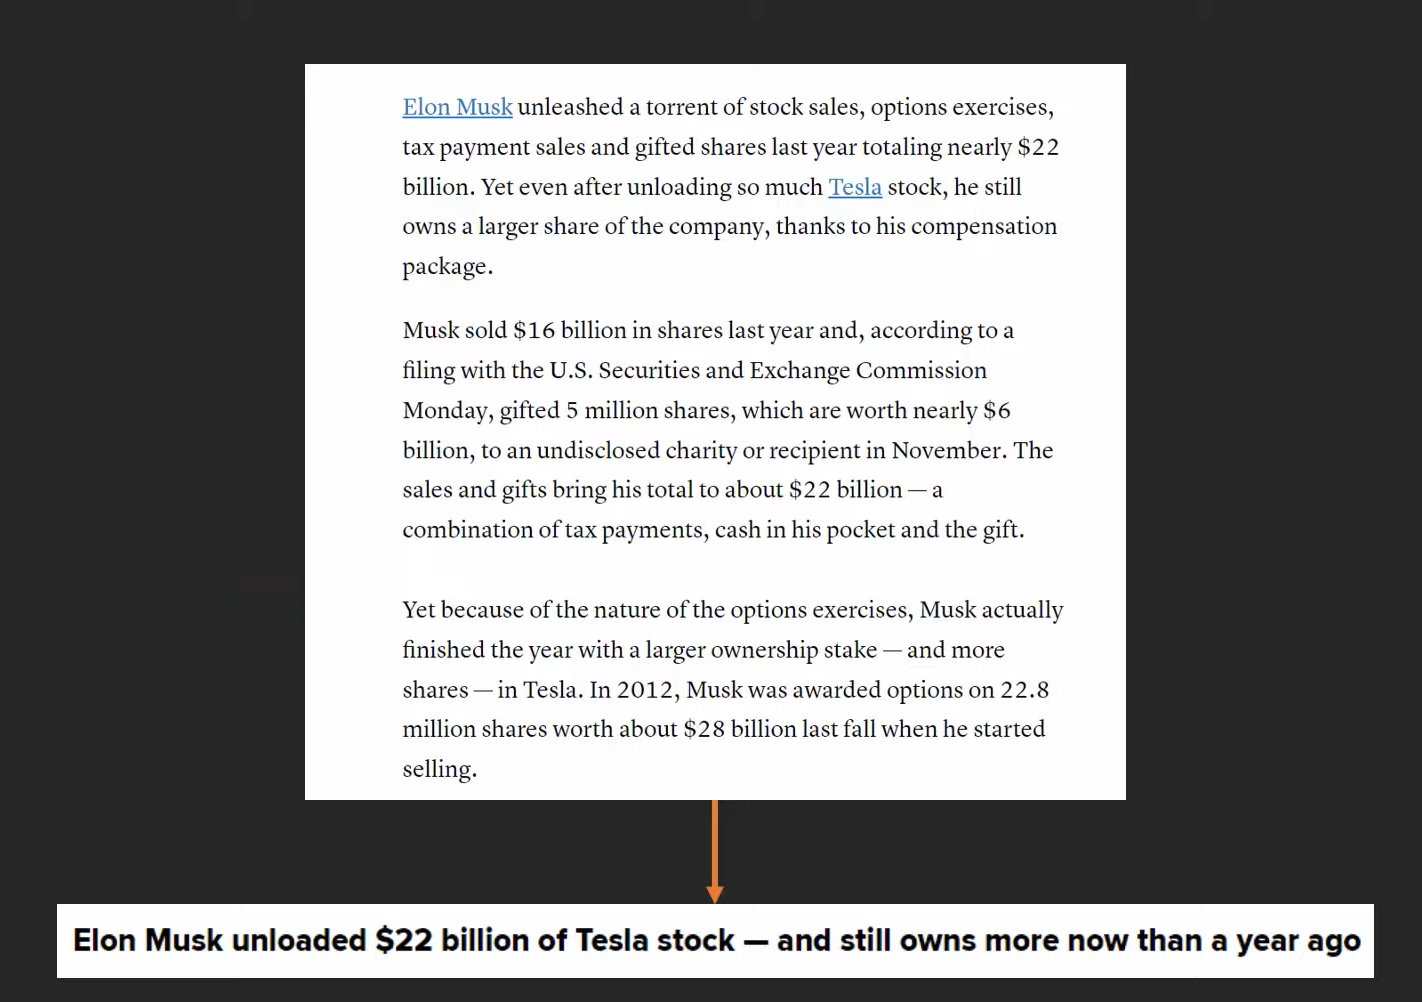 Elon Musk unleashed a torrent of stock sales, options exercises,
tax payment sales and gifted shares last year totaling nearly $22
billion. Yet even after unloading so much Tesla stock, he still
owns a larger share of the company, thanks to his compensation
package.
Musk sold $16 billion in shares last year and, according to a
filing with the U.S. Securities and Exchange Commission
Monday, gifted 5 million shares, which are worth nearly $6
billion, to an undisclosed charity or recipient in November. The
sales and gifts bring his total to about $22 billion — a
combination of tax payments, cash in his pocket and the gift.
Yet because of the nature of the options exercises, Musk actually
finished the year with a larger ownership stake — and more
shares — in Tesla. In 2012, Musk was awarded options on 22.8
million shares worth about $28 billion last fall when he started
selling.
Elon Musk unloaded $22 billion of Tesla stock — and still owns more now than a year ago